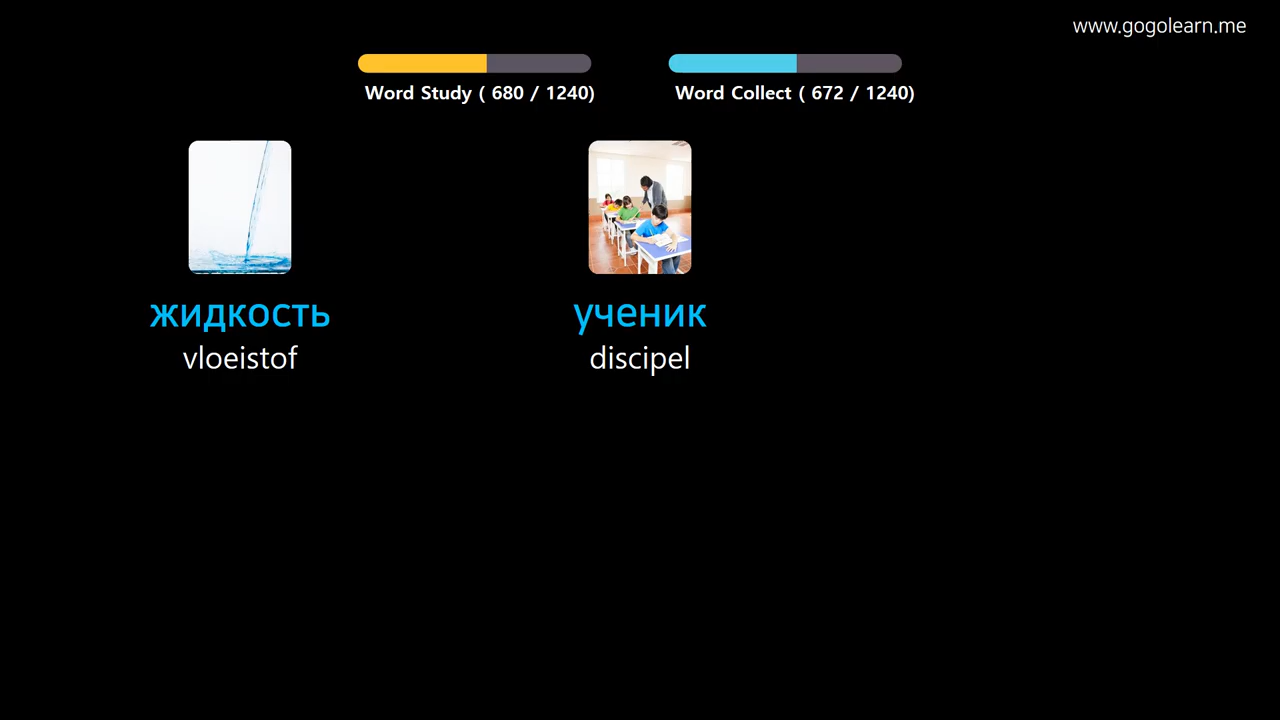 www.gogolearn.me
Word Study ( 680 / 1240)
Word Collect ( 672 / 1240)
жидкость
vloeistof
ученик
discipel